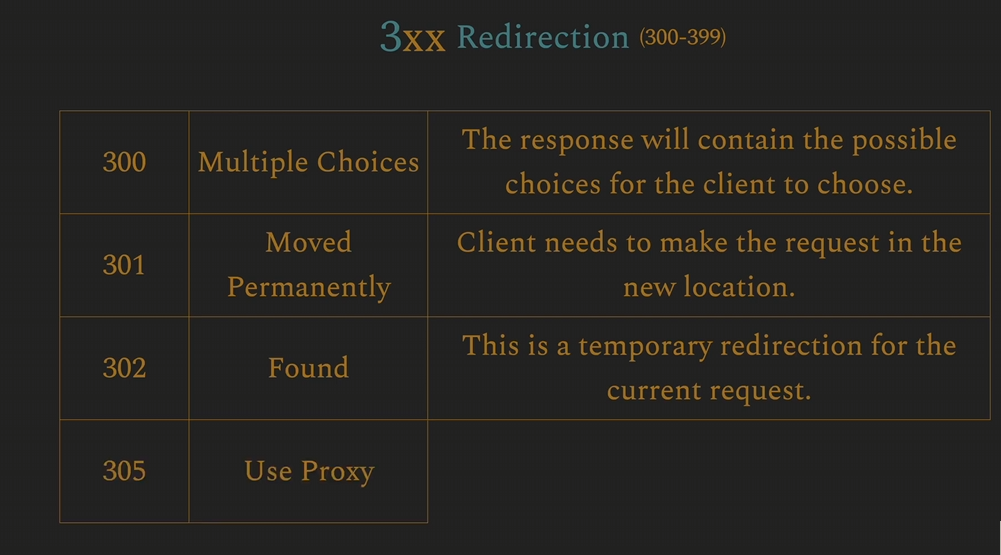 3xx Redirection (300-399)
300
Multiple Choices
The response will contain the possible
choices for the client to choose.
301
Moved
Permanently
Client needs to make the request in the
new location.
302
Found
This is a temporary redirection for the
current request.
305
Use Proxy